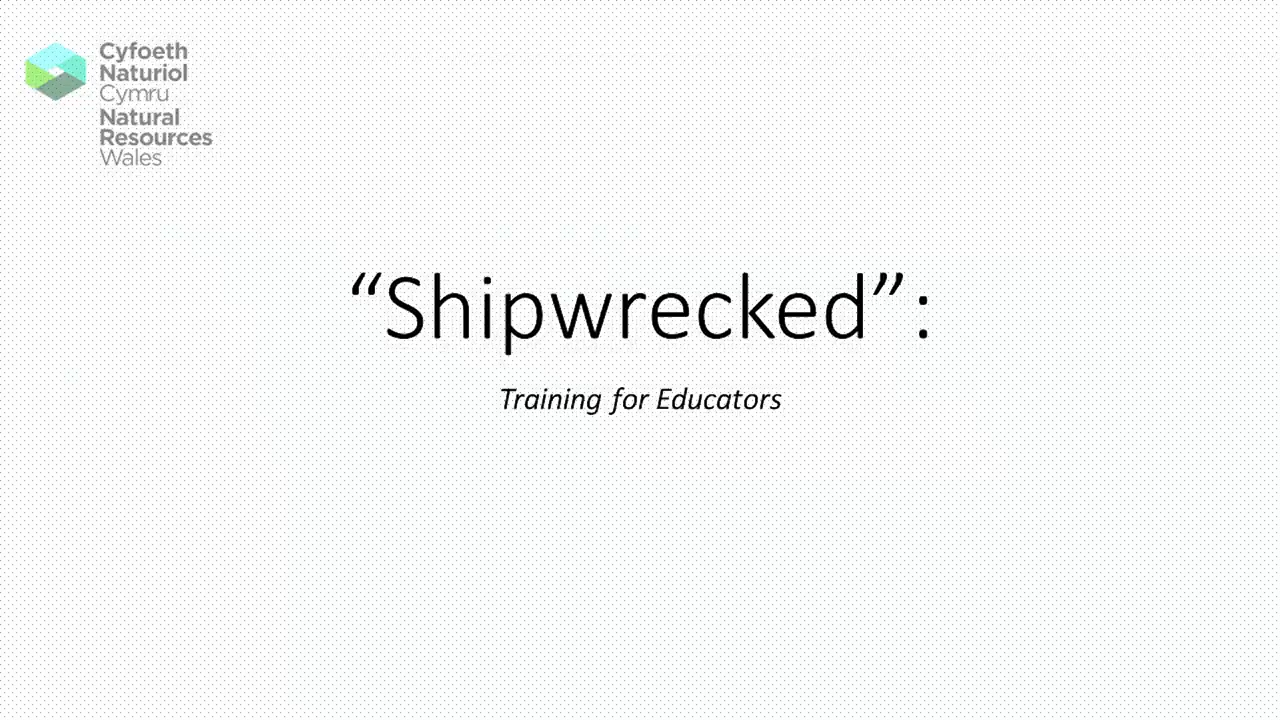 Cyfoeth
Naturiol
Cymru
Natural
Resources
Wales
“Shipwrecked”:
Training for Educators